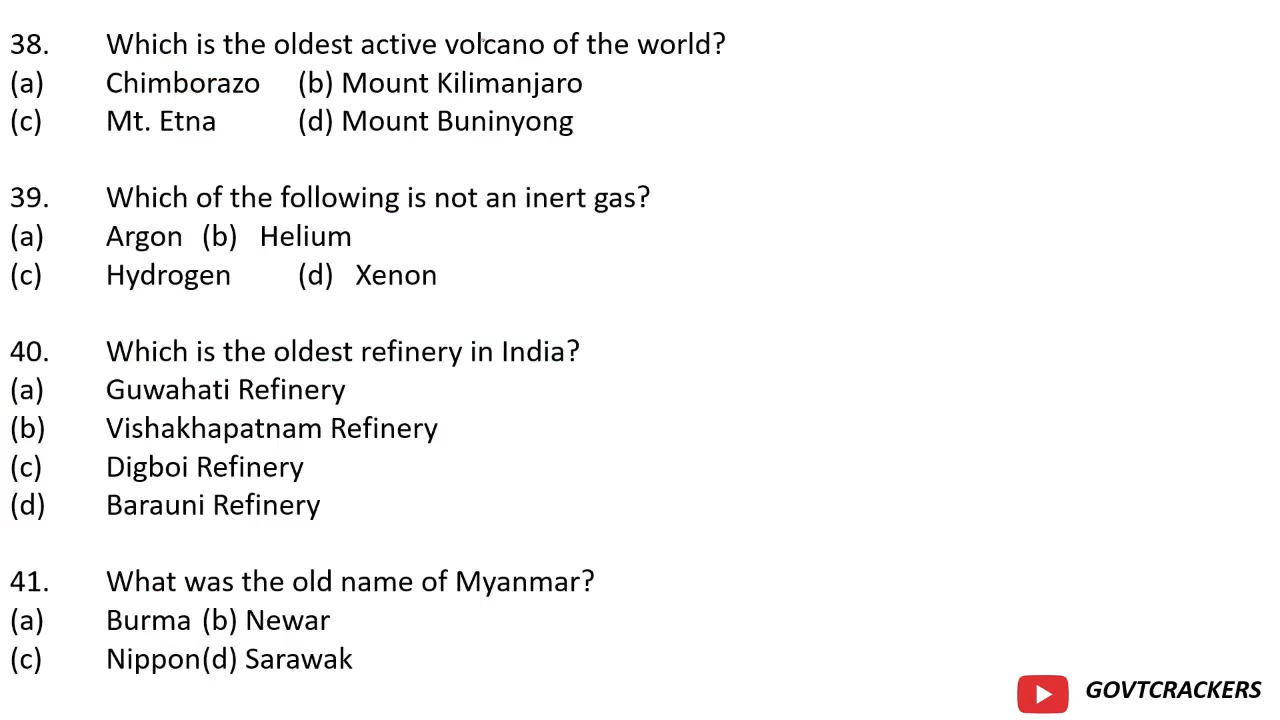 38. Which is the oldest active volcano of the world?
(a) Chimborazo (b) Mount Kilimanjaro
(c) Mt. Etna (d) Mount Buninyong
39. Which of the following is not an inert gas?
(a) Argon (b) Helium
(c) Hydrogen (d) Xenon
40. Which is the oldest refinery in India?
(a) Guwahati Refinery
(b) Vishakhapatnam Refinery
(c) Digboi Refinery
(d) Barauni Refinery
41. What was the old name of Myanmar?
(a) Burma (b) Newar
(c) Nippon(d) Sarawak
GOVTCRACKERS